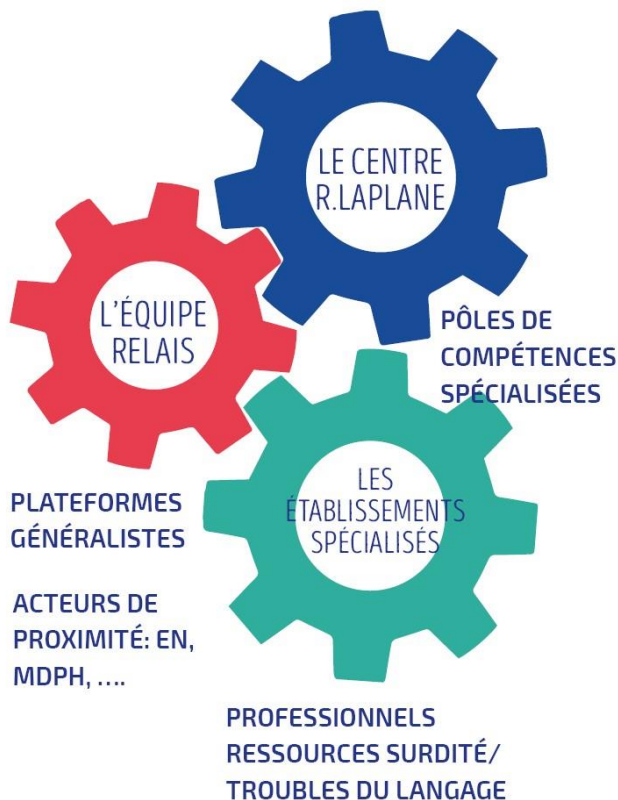 LE CENTRE
R.LAPLANE
L'ÉQUIPE
RELAIS
PÔLES DE
COMPÉTENCES
SPÉCIALISÉES
LES
ÉTABLISSEMENTS
SPÉCIALISÉS
PLATEFORMES
GÉNÉRALISTES
ACTEURS DE
PROXIMITÉ: EN,
MDPH, ....
PROFESSIONNELS
RESSOURCES SURDITÉ/
TROUBLES DU LANGAGE